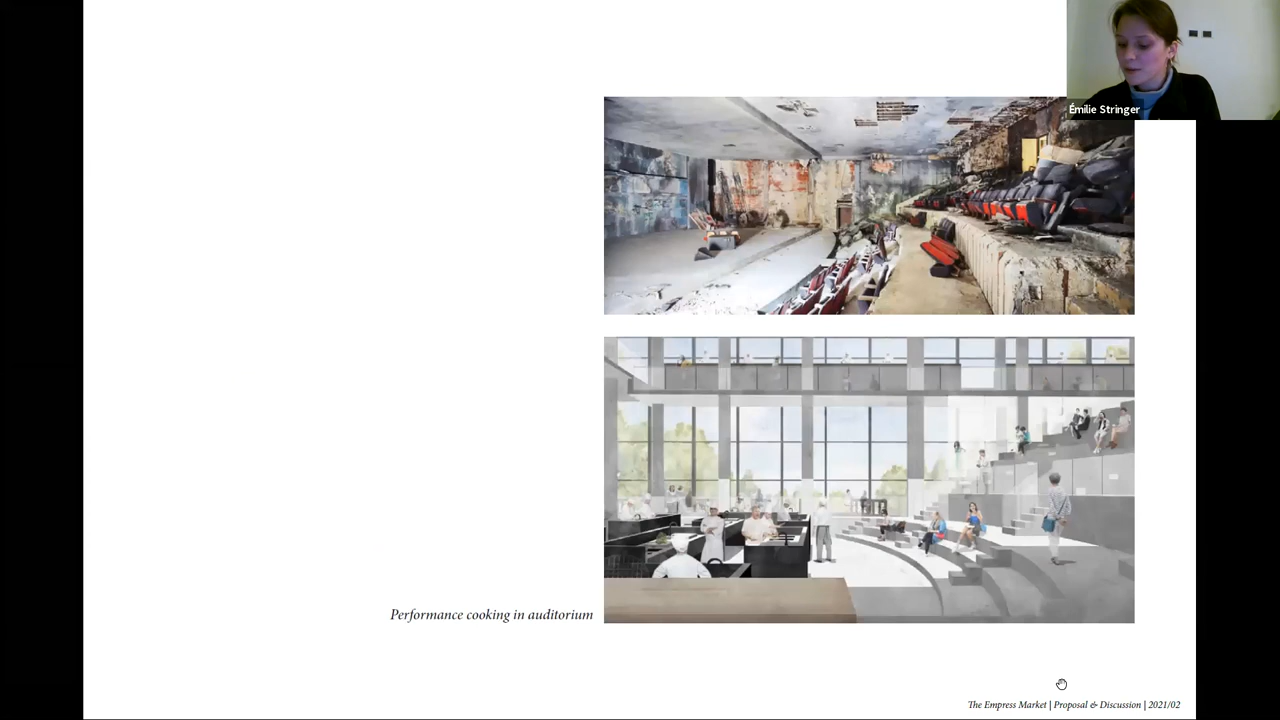 Émilie Stringer
Performance cooking in auditorium
The Empress Market | Proposal & Discussion | 2021/02